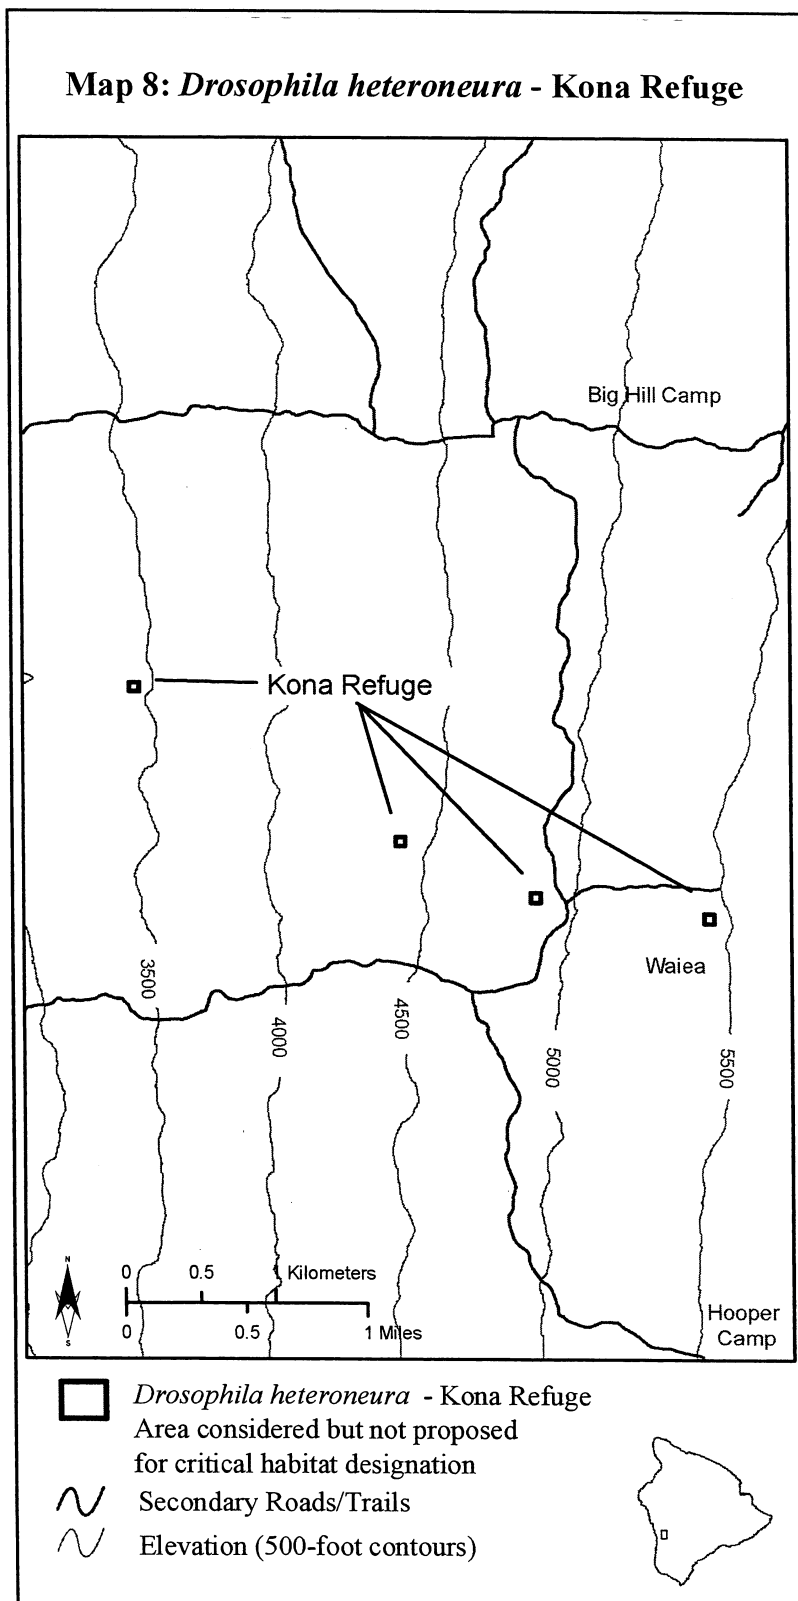 Map 8: Drosophila heteroneura - Kona Refuge
Big Hill Camp
Kona Refuge
Waiea
3500
4000
4500
5000
5500
N
S
0 0.5 Kilometers
0 0.5 1 Miles
Hooper
Camp
Drosophila heteroneura - Kona Refuge
Area considered but not proposed
for critical habitat designation
Secondary Roads/Trails
Elevation (500-foot contours)